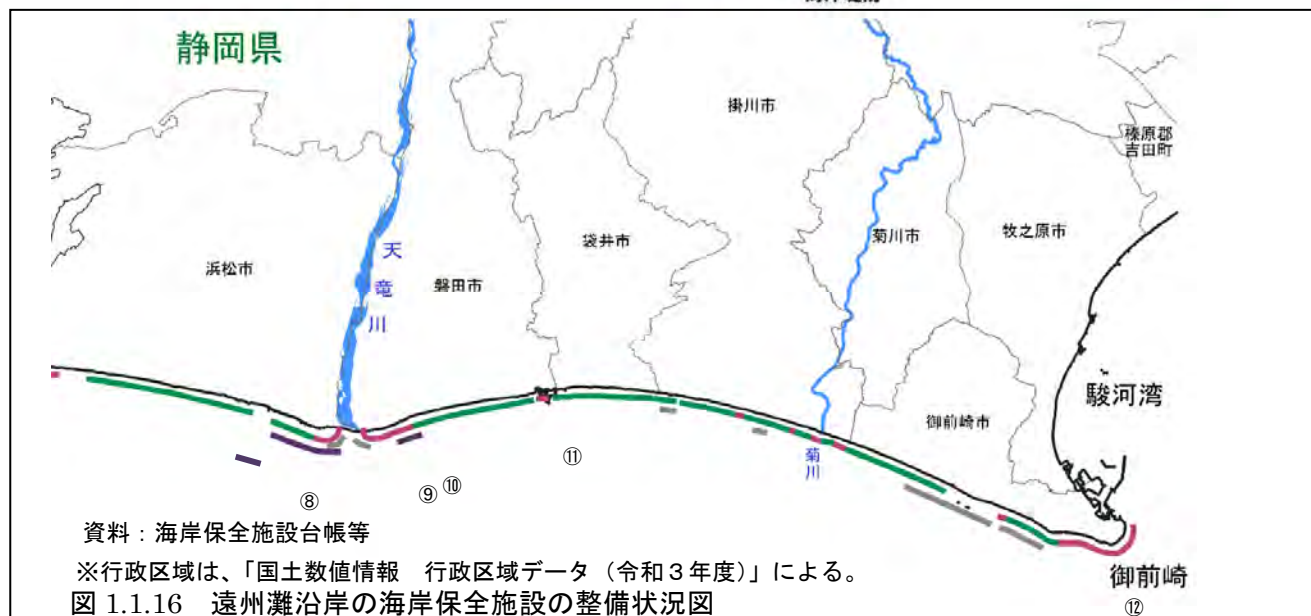 静岡県
掛川市
榛原郡
吉田町
浜松市
天竜川
磐田市
袋井市
菊川市
牧之原市
駿河湾
御前崎市
菊川
⑧
⑨
⑩
⑪
資料：海岸保全施設台帳等
※行政区域は、「国土数値情報　行政区域データ（令和３年度）」による。
御前崎
図 1.1.16　遠州灘沿岸の海岸保全施設の整備状況図
⑫